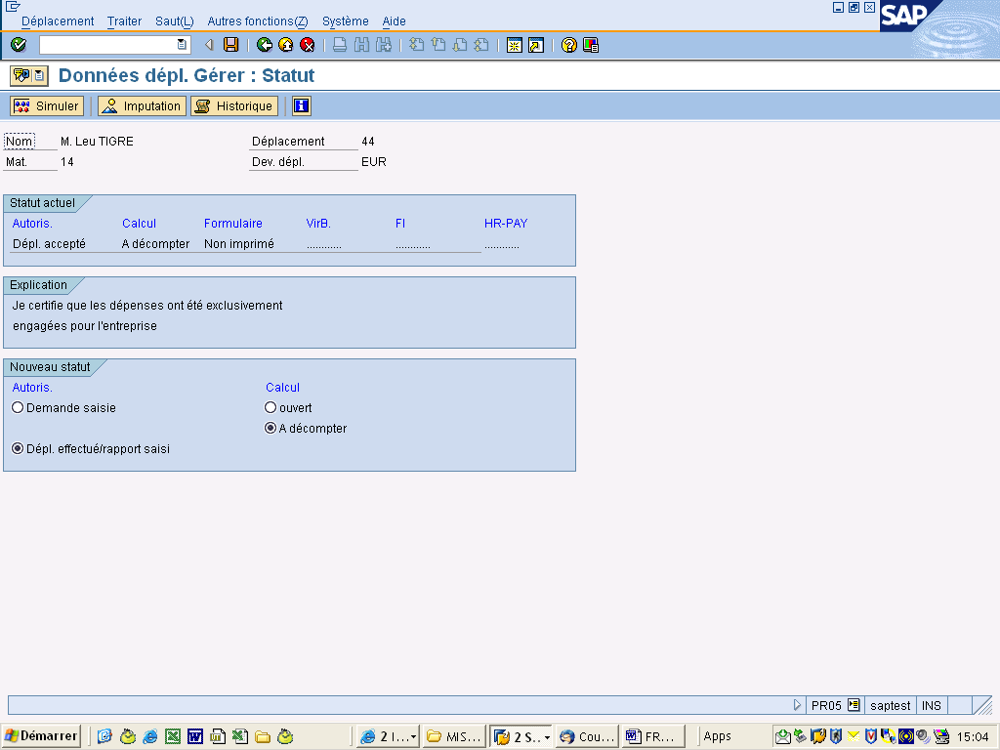 Déplacement Traiter Saut(L) Autres fonctions(Z) Système Aide
SAP
Données dépl. Gérer : Statut
Simuler Imputation Historique
Nom M. Leu TIGRE Déplacement 44
Mat. 14 Dev. dépl. EUR
Statut actuel
Autoris. Calcul Formulaire VirB. FI HR-PAY
Dépl. accepté A décompter Non imprimé ............ ............ ............
Explication
Je certifie que les dépenses ont été exclusivement
engagées pour l'entreprise
Nouveau statut
Autoris. Calcul
Demande saisie ouvert
A décompter
Dépl. effectué/rapport saisi
PR05 saptest INS
Démarrer 2 I... MIS... 2 S.. Cou... FR... Apps 15:04